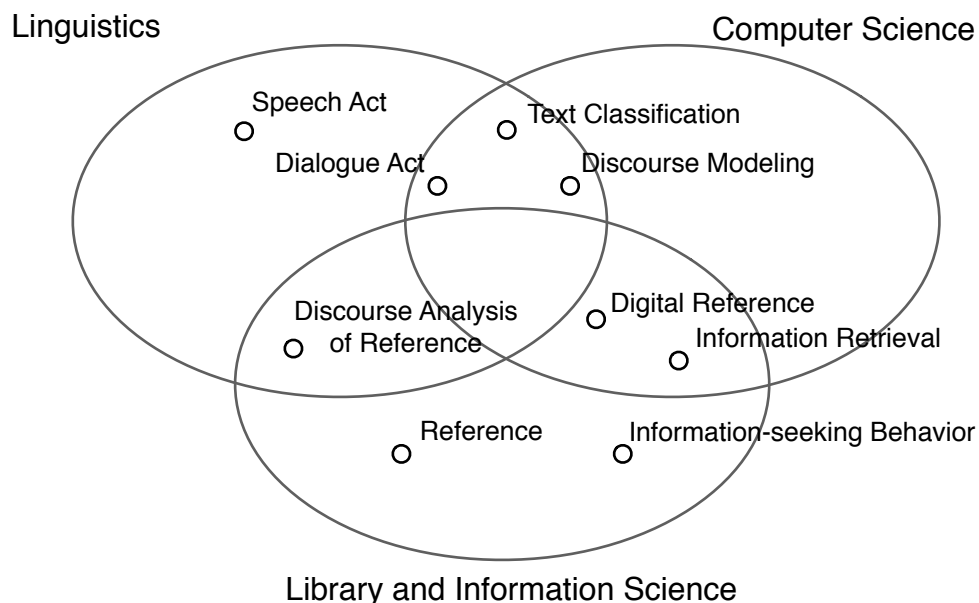 Linguistics
Computer Science
Speech Act
Text Classification
Dialogue Act
Discourse Modeling
Discourse Analysis
of Reference
Digital Reference
Information Retrieval
Reference
Information-seeking Behavior
Library and Information Science